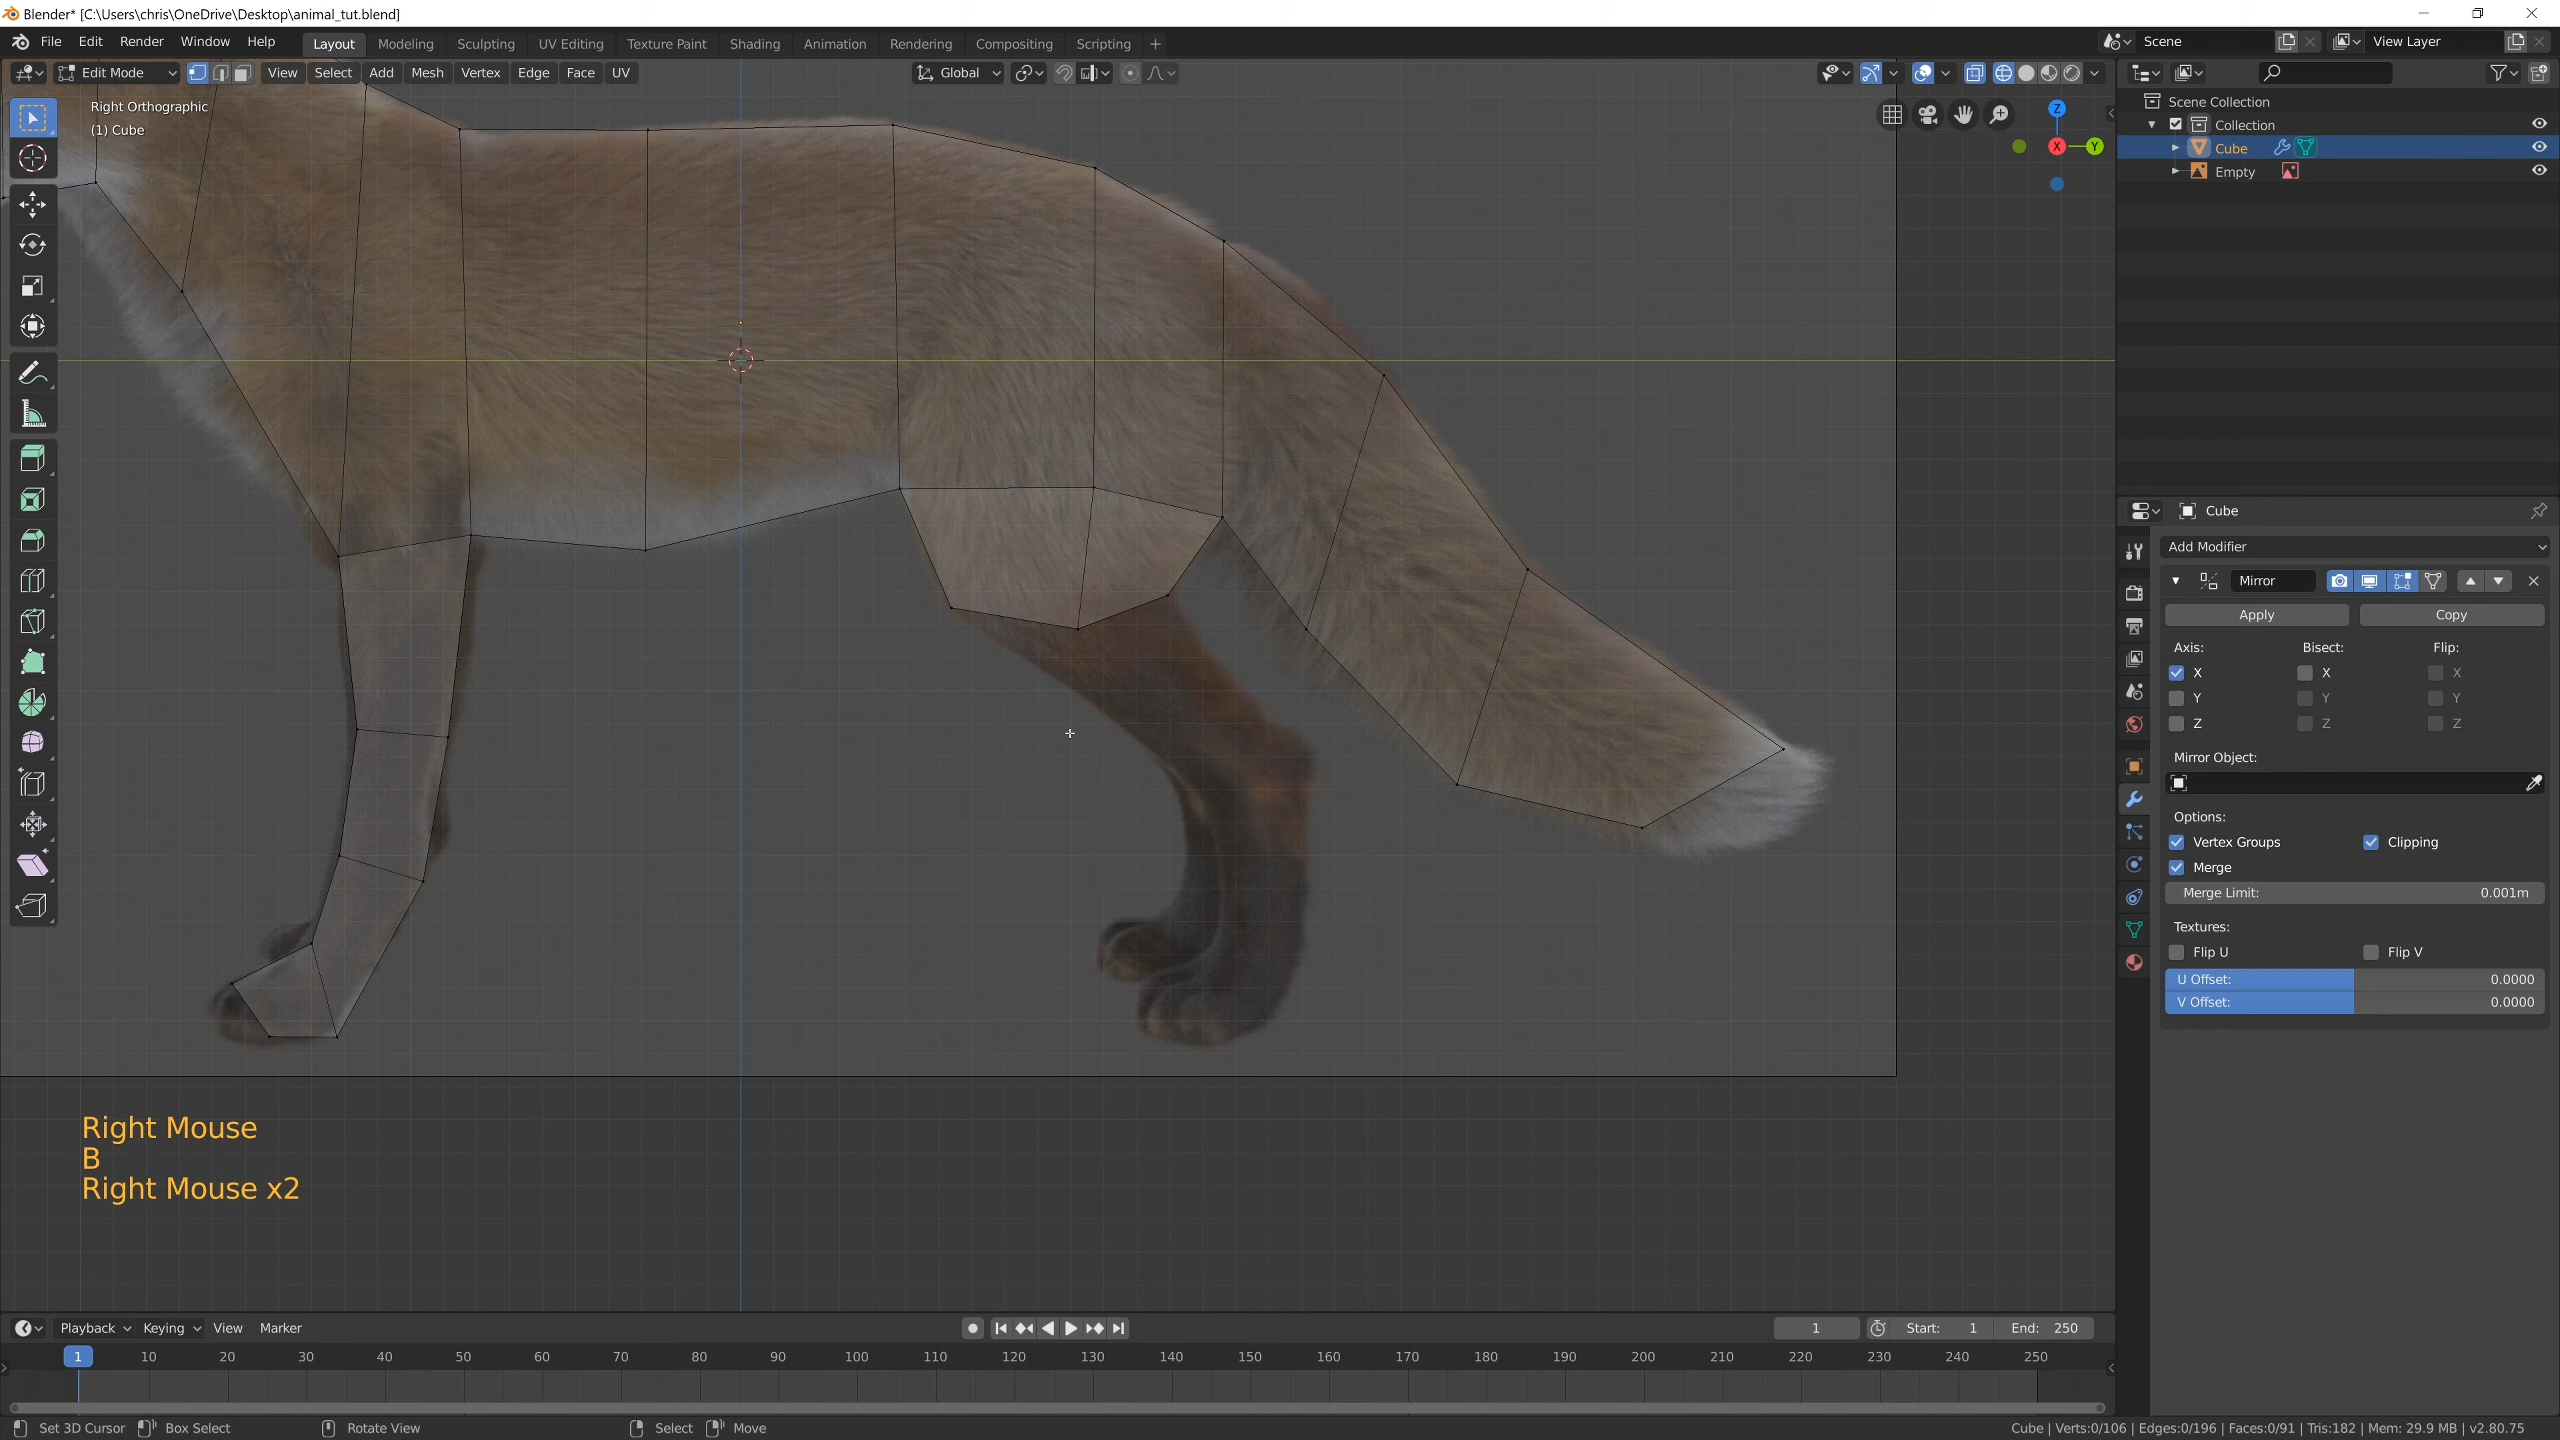 Blender* [C:\Users\chris\OneDrive\Desktop\animal_tut.blend]
File Edit Render Window Help Layout Modeling Sculpting UV Editing Texture Paint Shading Animation Rendering Compositing Scripting + Scene View Layer
Edit Mode View Select Add Mesh Vertex Edge Face UV Global
Right Orthographic
(1) Cube
Z
X Y
Scene Collection
Collection
Cube
Empty
Cube
Add Modifier
Mirror
Apply Copy
Axis: Bisect: Flip:
X X X
Y Y Y
Z Z Z
Mirror Object:
Options:
Vertex Groups Clipping
Merge
Merge Limit: 0.001m
Textures:
Flip U Flip V
U Offset: 0.0000
V Offset: 0.0000
Right Mouse
B
Right Mouse x2
Playback Keying View Marker 1 Start: 1 End: 250
1 10 20 30 40 50 60 70 80 90 100 110 120 130 140 150 160 170 180 190 200 210 220 230 240 250
Set 3D Cursor Box Select Rotate View Select Move Cube | Verts:0/106 | Edges:0/196 | Faces:0/91 | Tris:182 | Mem: 29.9 MB | v2.80.75